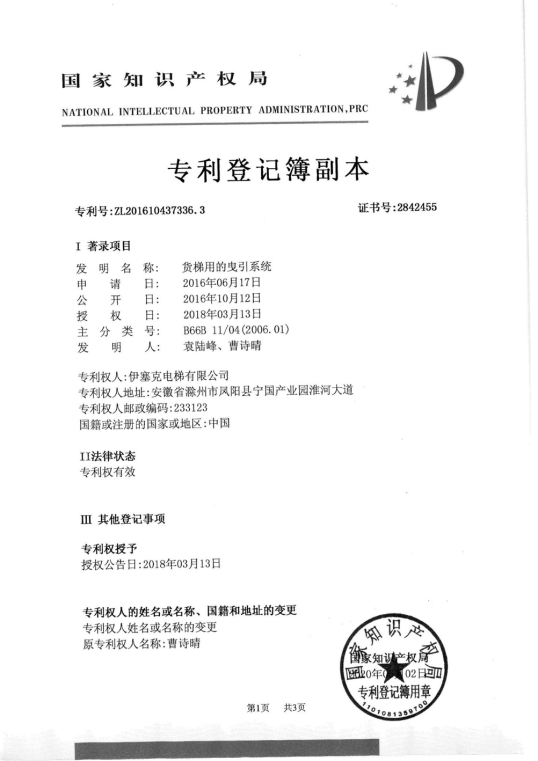 国家知识产权局
NATIONAL INTELLECTUAL PROPERTY ADMINISTRATION,PRC
专利登记簿副本
专利号:ZL201610437336.3 证书号:2842455
I 著录项目
发明名称: 货梯用的曳引系统
申请日: 2016年06月17日
公开日: 2016年10月12日
授权日: 2018年03月13日
主分类号: B66B 11/04(2006.01)
发明人: 袁陆峰、曹诗晴
专利权人:伊塞克电梯有限公司
专利权人地址:安徽省滁州市凤阳县宁国产业园淮河大道
专利权人邮政编码:233123
国籍或注册的国家或地区:中国
II法律状态
专利权有效
III 其他登记事项
专利权授予
授权公告日:2018年03月13日
专利权人的姓名或名称、国籍和地址的变更
专利权人姓名或名称的变更
原专利权人名称:曹诗晴
国家知识产权局
国家知识产权局
02日
专利登记簿用章
1101081359700
第1页 共3页